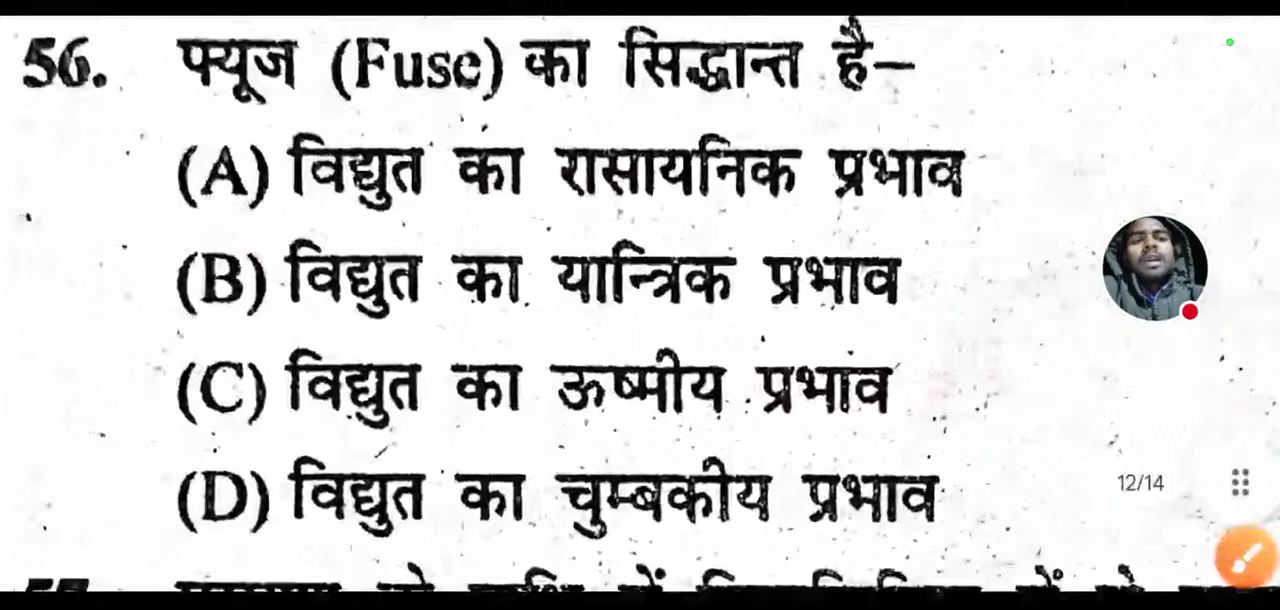 56. फ्यूज (Fuse) का सिद्धान्त है–
(A) विद्युत का रासायनिक प्रभाव
(B) विद्युत का यान्त्रिक प्रभाव
(C) विद्युत का ऊष्मीय प्रभाव
(D) विद्युत का चुम्बकीय प्रभाव
12/14